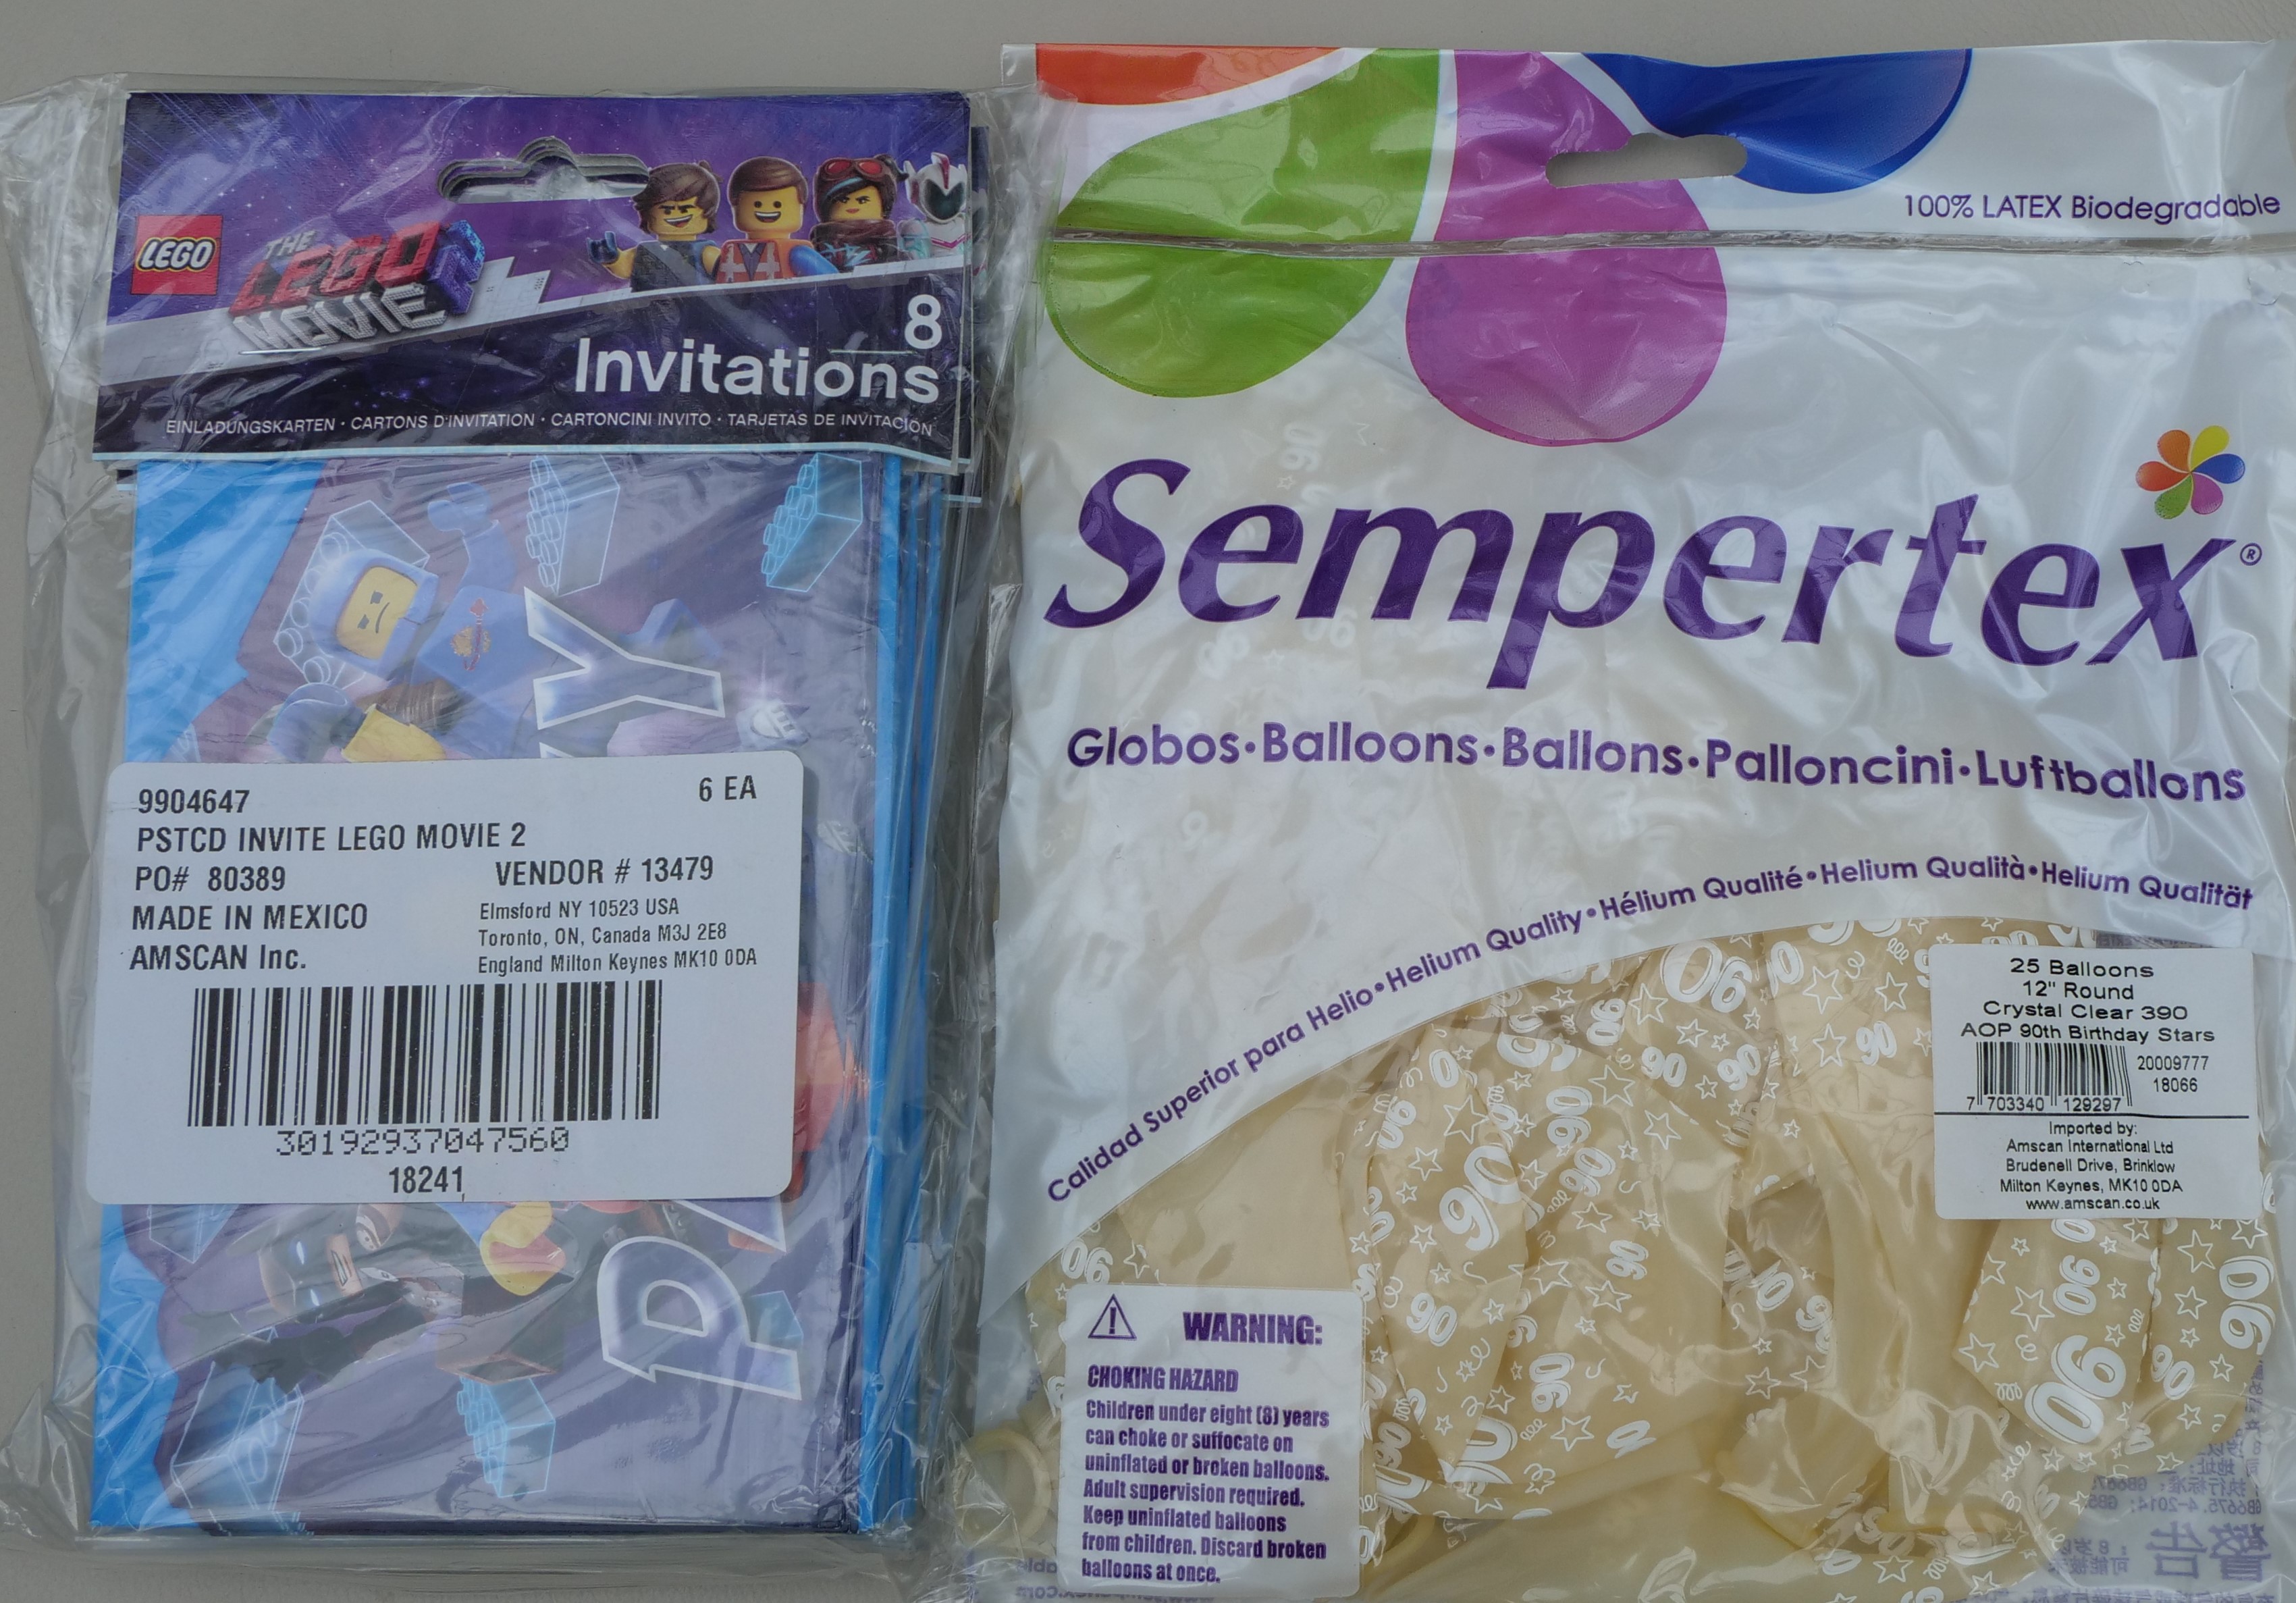 LEGO
THE
LEGO
MOVIE 2
8
Invitations
EINLADUNGSKARTEN · CARTONS D'INVITATION · CARTONCINI INVITO · TARJETAS DE INVITACIÓN
9904647 6 EA
PSTCD INVITE LEGO MOVIE 2
PO# 80389 VENDOR # 13479
MADE IN MEXICO
AMSCAN Inc.
Elmsford NY 10523 USA
Toronto, ON, Canada M3J 2E8
England Milton Keynes MK10 0DA
30192937047560
18241
100% LATEX Biodegradable
Sempertex®
Globos·Balloons·Ballons·Palloncini·Luftballons
Calidad Superior para Helio•Helium Quality•Hélium Qualité•Helium Qualità•Helium Qualität
25 Balloons
12" Round
Crystal Clear 390
AOP 90th Birthday Stars
20009777
18066
7 703340 129297
Imported by:
Amscan International Ltd
Brudenell Drive, Brinklow
Milton Keynes, MK10 0DA
www.amscan.co.uk
WARNING:
CHOKING HAZARD
Children under eight (8) years
can choke or suffocate on
uninflated or broken balloons.
Adult supervision required.
Keep uninflated balloons
from children. Discard broken
balloons at once.
90
90
90
90
90
90